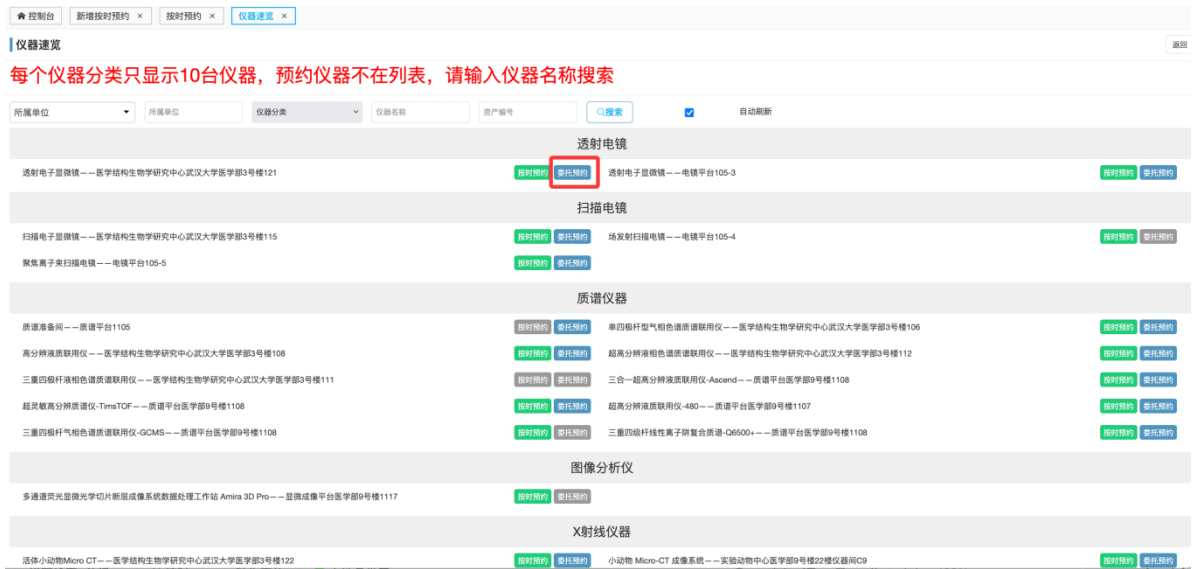 控制台 新增按时预约 × 按时预约 × 仪器速览 ×
仪器速览 返回
每个仪器分类只显示10台仪器，预约仪器不在列表，请输入仪器名称搜索
所属单位 所属单位 仪器分类 仪器名称 资产编号 搜索 自动刷新
透射电镜
透射电子显微镜——医学结构生物学研究中心武汉大学医学部3号楼121 按时预约 委托预约 透射电子显微镜——电镜平台105-3 按时预约 委托预约
扫描电镜
扫描电子显微镜——医学结构生物学研究中心武汉大学医学部3号楼115 按时预约 委托预约 场发射扫描电镜——电镜平台105-4 按时预约 委托预约
聚焦离子束扫描电镜——电镜平台105-5 按时预约 委托预约
质谱仪器
质谱准备间——质谱平台1105 按时预约 委托预约 单四极杆型气相色谱质谱联用仪——医学结构生物学研究中心武汉大学医学部3号楼106 按时预约 委托预约
高分辨液质联用仪——医学结构生物学研究中心武汉大学医学部3号楼108 按时预约 委托预约 超高分辨液相色谱质谱联用仪——医学结构生物学研究中心武汉大学医学部3号楼112 按时预约 委托预约
三重四极杆液相色谱质谱联用仪——医学结构生物学研究中心武汉大学医学部3号楼111 按时预约 委托预约 三合一超高分辨液质联用仪-Ascend——质谱平台医学部9号楼1108 按时预约 委托预约
超灵敏高分辨质谱仪-TimsTOF——质谱平台医学部9号楼1108 按时预约 委托预约 超高分辨液质联用仪-480——质谱平台医学部9号楼1107 按时预约 委托预约
三重四极杆气相色谱质谱联用仪-GCMS——质谱平台医学部9号楼1108 按时预约 委托预约 三重四级杆线性离子阱复合质谱-Q6500+——质谱平台医学部9号楼1108 按时预约 委托预约
图像分析仪
多通道荧光显微光学切片断层成像系统数据处理工作站 Amira 3D Pro——显微成像平台医学部9号楼1117 按时预约 委托预约
X射线仪器
活体小动物Micro CT——医学结构生物学研究中心武汉大学医学部3号楼122 按时预约 委托预约 小动物 Micro-CT 成像系统——实验动物中心医学部9号楼22楼仪器间C9 按时预约 委托预约